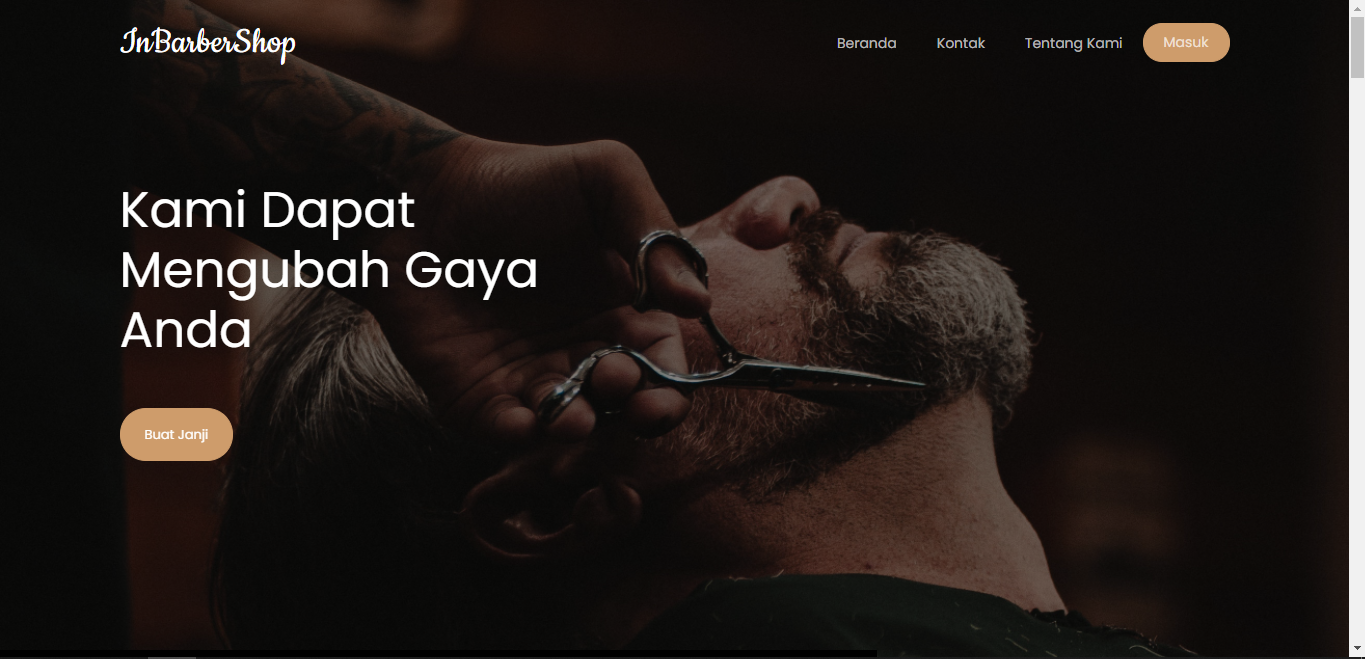 InBarberShop
Beranda Kontak Tentang Kami Masuk
Kami Dapat
Mengubah Gaya
Anda
Buat Janji